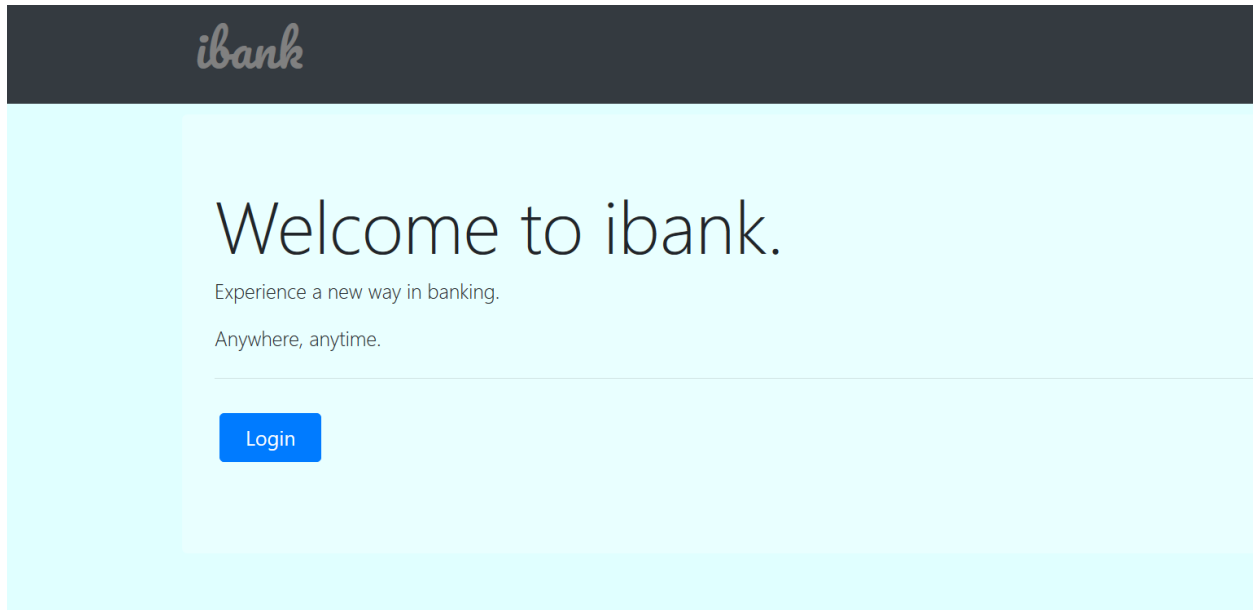 ibank
Welcome to ibank.
Experience a new way in banking.
Anywhere, anytime.
Login